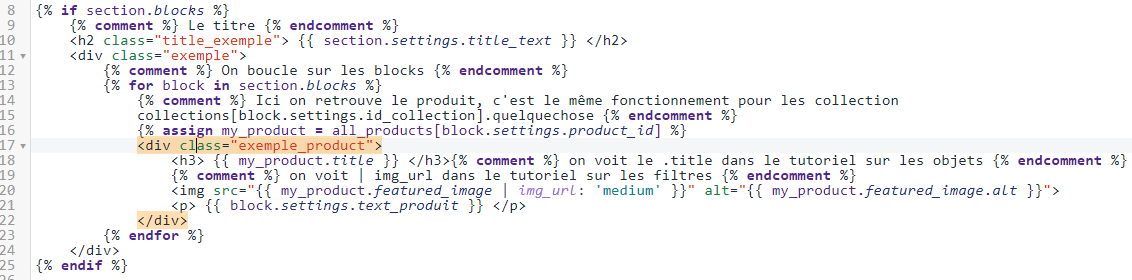 8 {% if section.blocks %}
9 {% comment %} Le titre {% endcomment %}
10 <h2 class="title_exemple"> {{ section.settings.title_text }} </h2>
11 <div class="exemple">
12 {% comment %} On boucle sur les blocks {% endcomment %}
13 {% for block in section.blocks %}
14 {% comment %} Ici on retrouve le produit, c'est le même fonctionnement pour les collection
15 collections[block.settings.id_collection].quelquechose {% endcomment %}
16 {% assign my_product = all_products[block.settings.product_id] %}
17 <div class="exemple_product">
18 <h3> {{ my_product.title }} </h3>{% comment %} on voit le .title dans le tutoriel sur les objets {% endcomment %}
19 {% comment %} on voit | img_url dans le tutoriel sur les filtres {% endcomment %}
20 <img src="{{ my_product.featured_image | img_url: 'medium' }}" alt="{{ my_product.featured_image.alt }}">
21 <p> {{ block.settings.text_produit }} </p>
22 </div>
23 {% endfor %}
24 </div>
25 {% endif %}